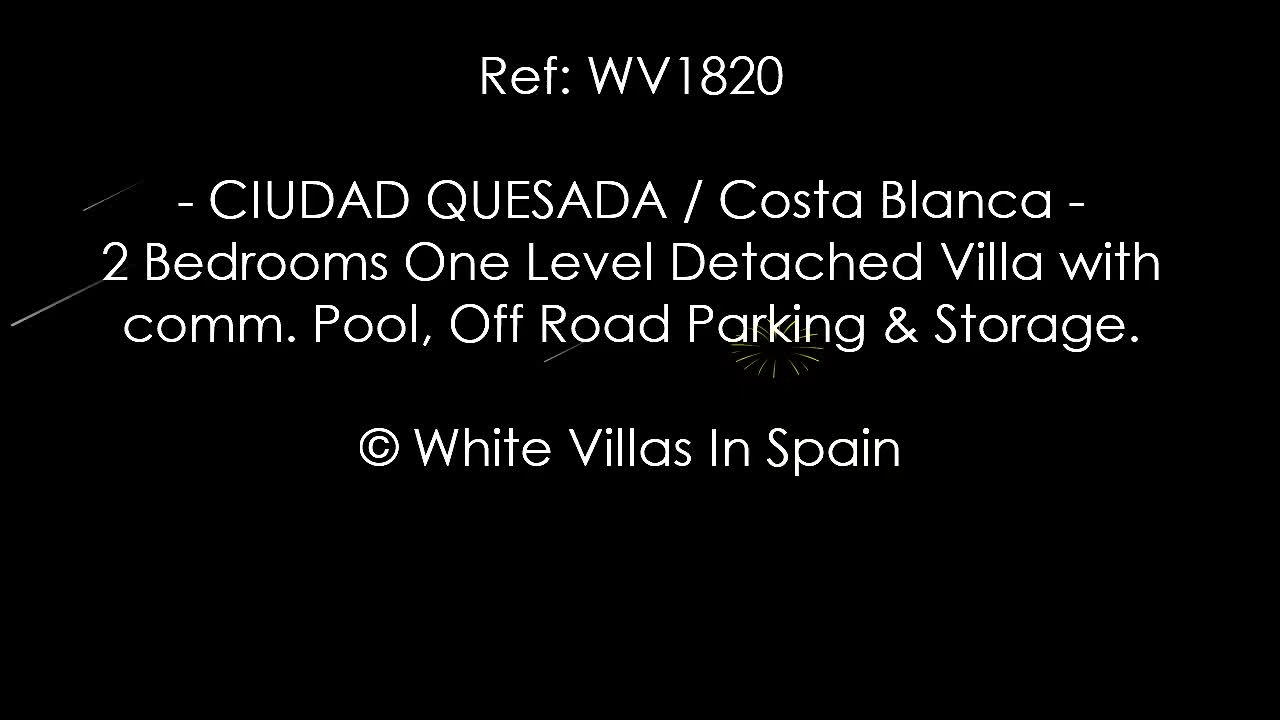 Ref: WV1820
- CIUDAD QUESADA / Costa Blanca -
2 Bedrooms One Level Detached Villa with
comm. Pool, Off Road Parking & Storage.
© White Villas In Spain